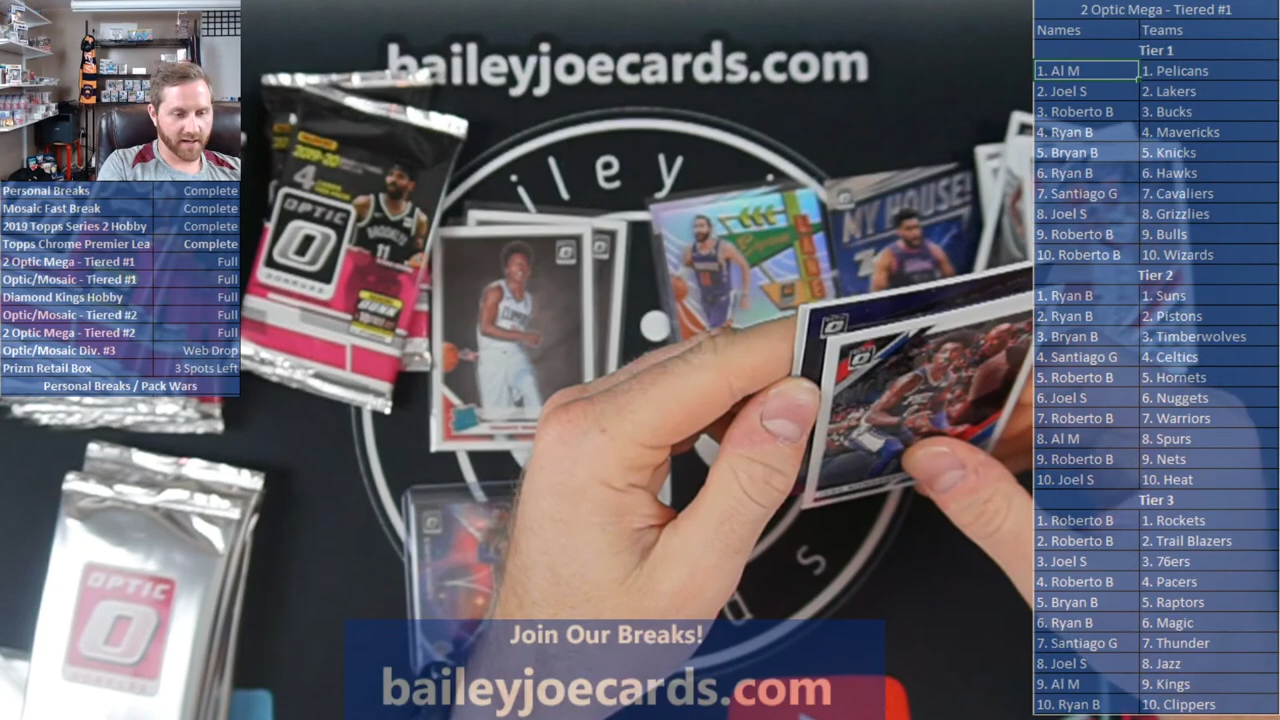 baileyjoecards.com
iley
Personal Breaks Complete
Mosaic Fast Break Complete
2019 Topps Series 2 Hobby Complete
Topps Chrome Premier Lea Complete
2 Optic Mega - Tiered #1 Full
Optic/Mosaic - Tiered #1 Full
Diamond Kings Hobby Full
Optic/Mosaic - Tiered #2 Full
2 Optic Mega - Tiered #2 Full
Optic/Mosaic Div. #3 Web Drop
Prizm Retail Box 3 Spots Left
Personal Breaks / Pack Wars
2019-20
4
OPTIC
BROOKLYN
11
MY HOUSE!
OPTIC
Join Our Breaks!
baileyjoecards.com
2 Optic Mega - Tiered #1
Names Teams
Tier 1
1. Al M 1. Pelicans
2. Joel S 2. Lakers
3. Roberto B 3. Bucks
4. Ryan B 4. Mavericks
5. Bryan B 5. Knicks
6. Ryan B 6. Hawks
7. Santiago G 7. Cavaliers
8. Joel S 8. Grizzlies
9. Roberto B 9. Bulls
10. Roberto B 10. Wizards
Tier 2
1. Ryan B 1. Suns
2. Ryan B 2. Pistons
3. Bryan B 3. Timberwolves
4. Santiago G 4. Celtics
5. Roberto B 5. Hornets
6. Joel S 6. Nuggets
7. Roberto B 7. Warriors
8. Al M 8. Spurs
9. Roberto B 9. Nets
10. Joel S 10. Heat
Tier 3
1. Roberto B 1. Rockets
2. Roberto B 2. Trail Blazers
3. Joel S 3. 76ers
4. Roberto B 4. Pacers
5. Bryan B 5. Raptors
6. Ryan B 6. Magic
7. Santiago G 7. Thunder
8. Joel S 8. Jazz
9. Al M 9. Kings
10. Ryan B 10. Clippers